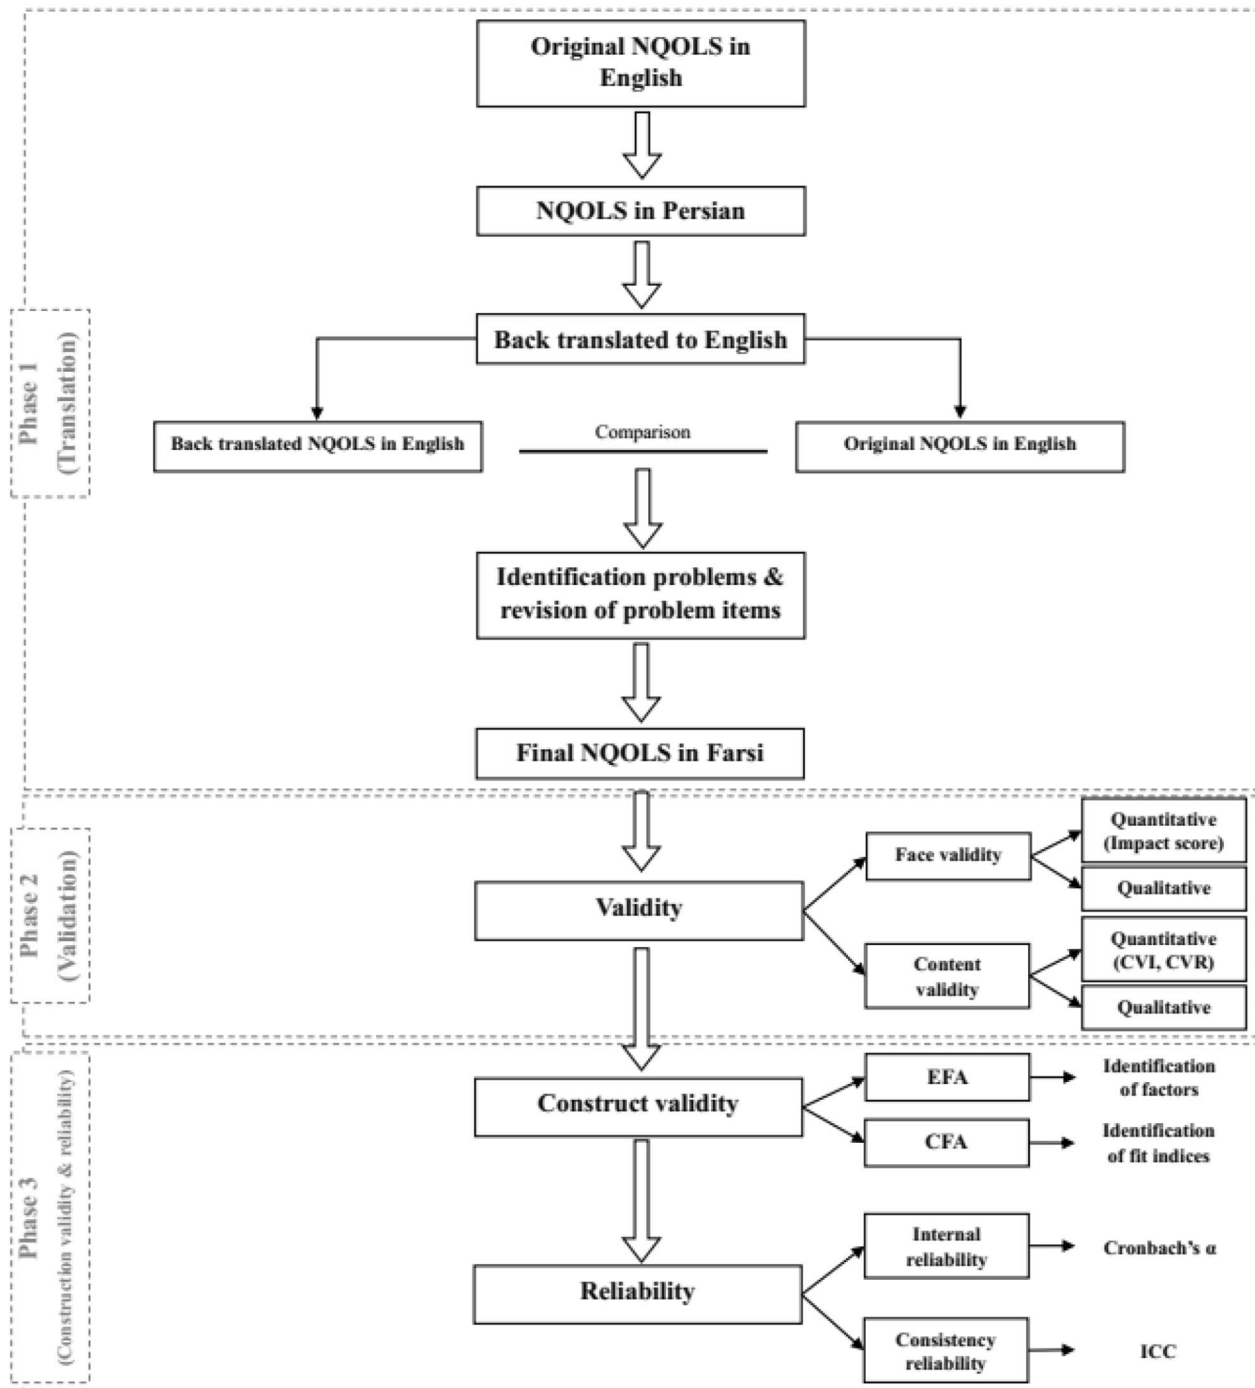 Original NQOLS in
English
NQOLS in Persian
Back translated to English
Back translated NQOLS in English
Comparison
Original NQOLS in English
Identification problems &
revision of problem items
Final NQOLS in Farsi
Phase 1
(Translation)
Validity
Face validity
Quantitative
(Impact score)
Qualitative
Content
validity
Quantitative
(CVI, CVR)
Qualitative
Phase 2
(Validation)
Construct validity
EFA
Identification
of factors
CFA
Identification
of fit indices
Reliability
Internal
reliability
Cronbach’s α
Consistency
reliability
ICC
Phase 3
(Construction validity & reliability)